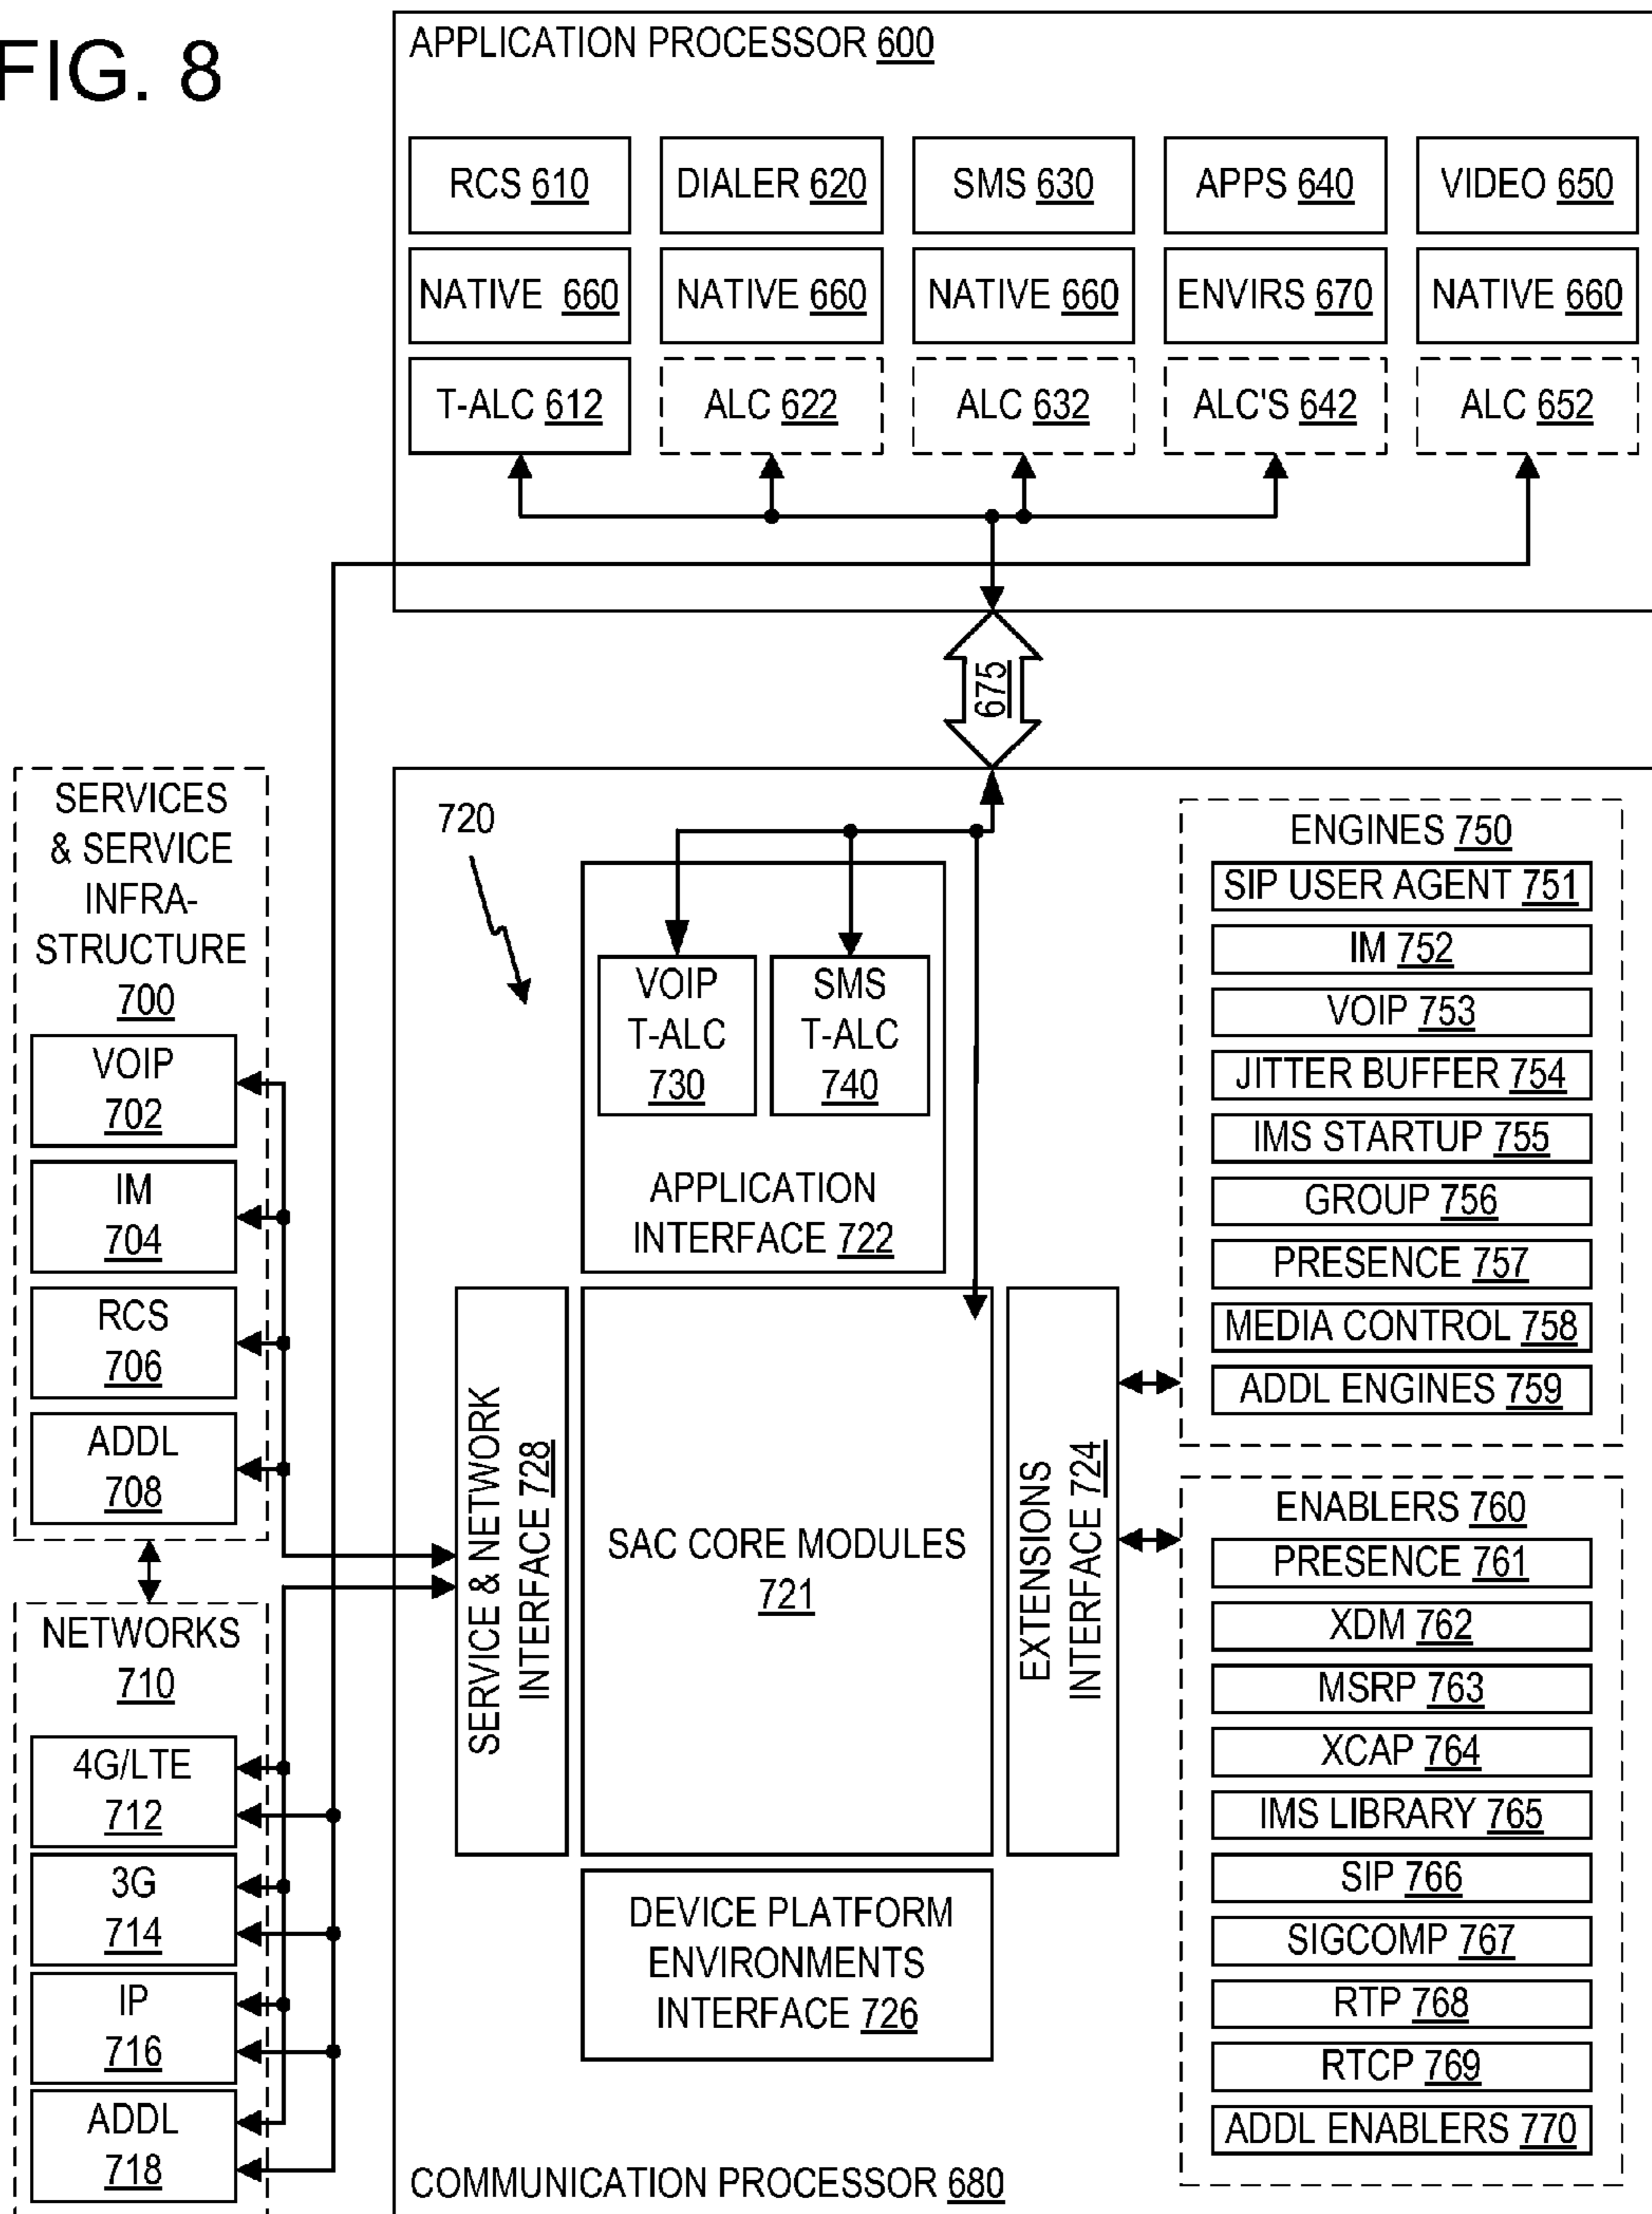 FIG. 8
APPLICATION PROCESSOR 600
RCS 610
DIALER 620
SMS 630
APPS 640
VIDEO 650
NATIVE 660
NATIVE 660
NATIVE 660
ENVIRS 670
NATIVE 660
T-ALC 612
ALC 622
ALC 632
ALC'S 642
ALC 652
675
SERVICES
& SERVICE
INFRA-
STRUCTURE
700
VOIP
702
IM
704
RCS
706
ADDL
708
NETWORKS
710
4G/LTE
712
3G
714
IP
716
ADDL
718
720
VOIP
T-ALC
730
SMS
T-ALC
740
APPLICATION
INTERFACE 722
SERVICE & NETWORK
INTERFACE 728
SAC CORE MODULES
721
EXTENSIONS
INTERFACE 724
DEVICE PLATFORM
ENVIRONMENTS
INTERFACE 726
COMMUNICATION PROCESSOR 680
ENGINES 750
SIP USER AGENT 751
IM 752
VOIP 753
JITTER BUFFER 754
IMS STARTUP 755
GROUP 756
PRESENCE 757
MEDIA CONTROL 758
ADDL ENGINES 759
ENABLERS 760
PRESENCE 761
XDM 762
MSRP 763
XCAP 764
IMS LIBRARY 765
SIP 766
SIGCOMP 767
RTP 768
RTCP 769
ADDL ENABLERS 770